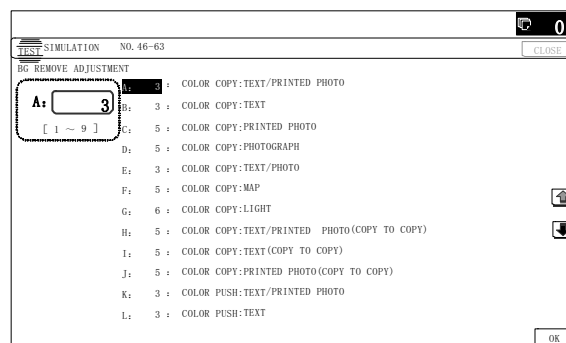 0
TEST SIMULATION NO.46-63
CLOSE
BG REMOVE ADJUSTMENT
A: 3
[ 1 ~ 9 ]
A: 3 : COLOR COPY:TEXT/PRINTED PHOTO
B: 3 : COLOR COPY:TEXT
C: 5 : COLOR COPY:PRINTED PHOTO
D: 5 : COLOR COPY:PHOTOGRAPH
E: 3 : COLOR COPY:TEXT/PHOTO
F: 5 : COLOR COPY:MAP
G: 6 : COLOR COPY:LIGHT
H: 5 : COLOR COPY:TEXT/PRINTED PHOTO(COPY TO COPY)
I: 5 : COLOR COPY:TEXT(COPY TO COPY)
J: 5 : COLOR COPY:PRINTED PHOTO(COPY TO COPY)
K: 3 : COLOR PUSH:TEXT/PRINTED PHOTO
L: 3 : COLOR PUSH:TEXT
OK